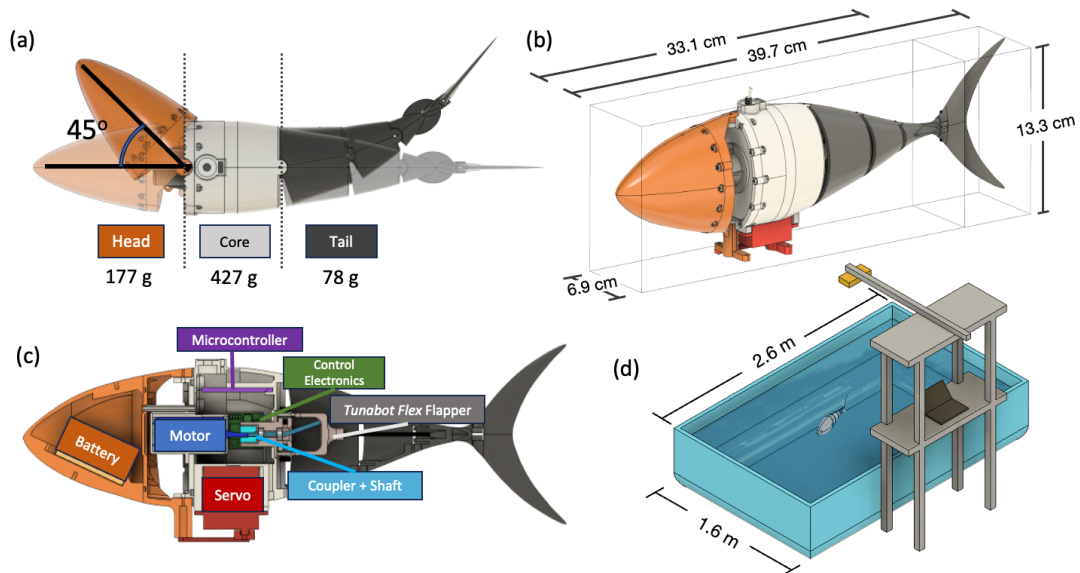 (a)
45°
Head
Core
Tail
177 g
427 g
78 g
(b)
33.1 cm
39.7 cm
13.3 cm
6.9 cm
(c)
Microcontroller
Control
Electronics
Tunabot Flex Flapper
Motor
Battery
Servo
Coupler + Shaft
(d)
2.6 m
1.6 m